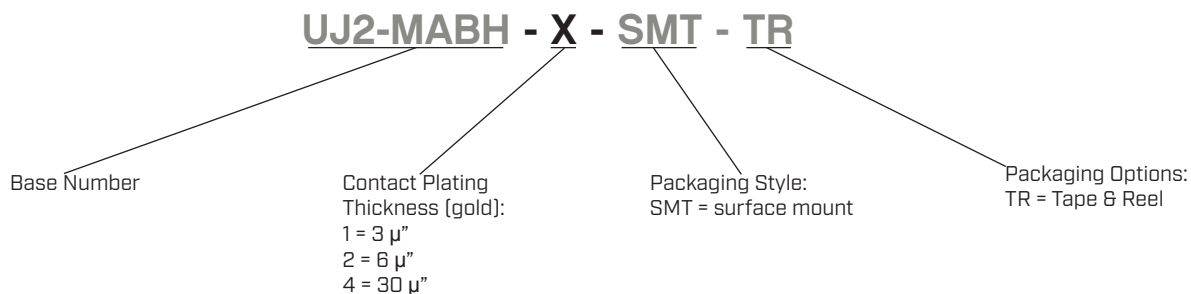 UJ2-MABH - X - SMT - TR
Base Number
Contact Plating
Thickness (gold):
1 = 3 µ”
2 = 6 µ”
4 = 30 µ”
Packaging Style:
SMT = surface mount
Packaging Options:
TR = Tape & Reel